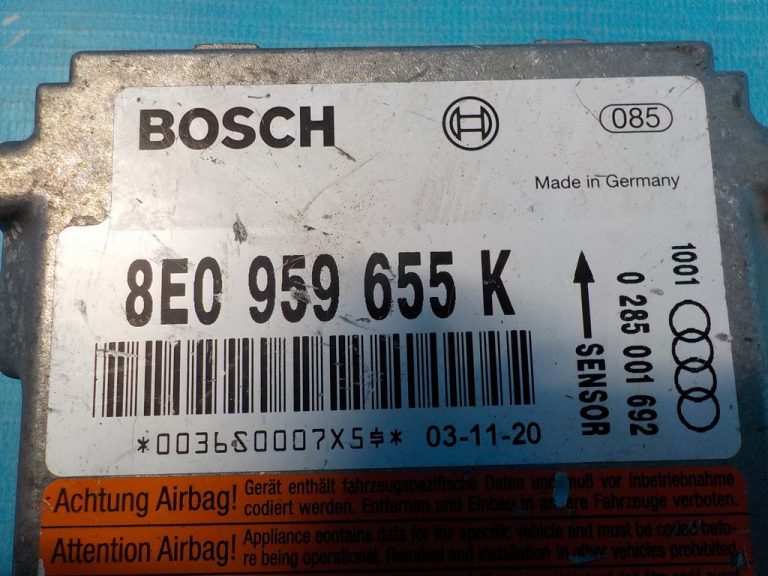 BOSCH
085
Made in Germany
8E0 959 655 K
*0036S0007X5$* 03-11-20
SENSOR
0 285 001 692
1001
Achtung Airbag! Gerät enthält fahrzeugspezifische Daten und muß vor Inbetriebnahme
codiert werden. Entfernen und Einbau in andere Fahrzeuge verboten.
Attention Airbag! Appliance contains data for the specific vehicle and must be coded befo-
re being operational. Removal and installation in other vehicles prohibited.